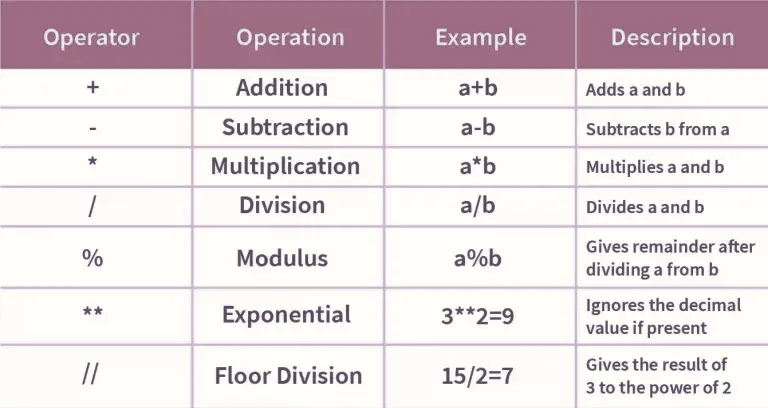 Operator Operation Example Description
+ Addition a+b Adds a and b
- Subtraction a-b Subtracts b from a
* Multiplication a*b Multiplies a and b
/ Division a/b Divides a and b
% Modulus a%b Gives remainder after
dividing a from b
** Exponential 3**2=9 Ignores the decimal
value if present
// Floor Division 15/2=7 Gives the result of
3 to the power of 2